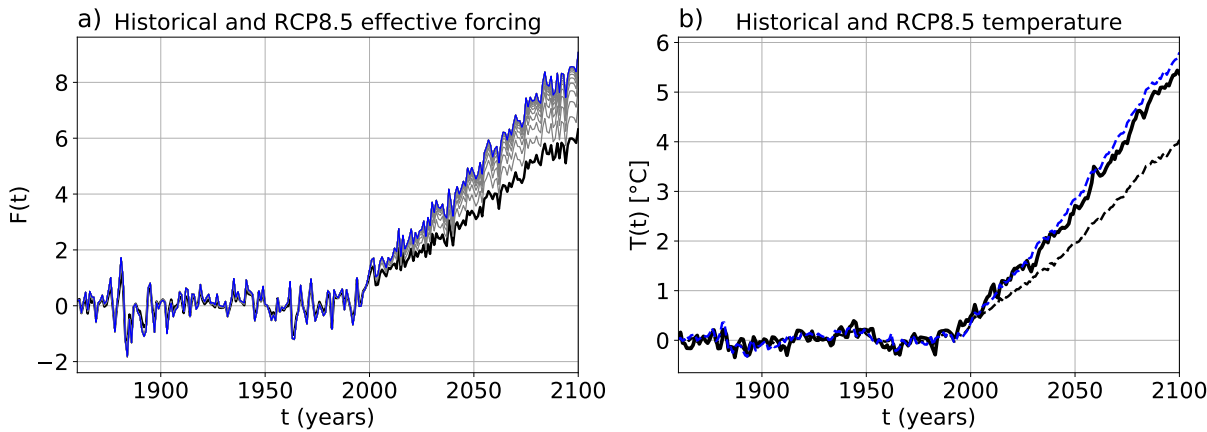 a) Historical and RCP8.5 effective forcing
8
6
4
2
0
−2
F(t)
1900 1950 2000 2050 2100
t (years)
b) Historical and RCP8.5 temperature
6
5
4
3
2
1
0
T(t) [°C]
1900 1950 2000 2050 2100
t (years)